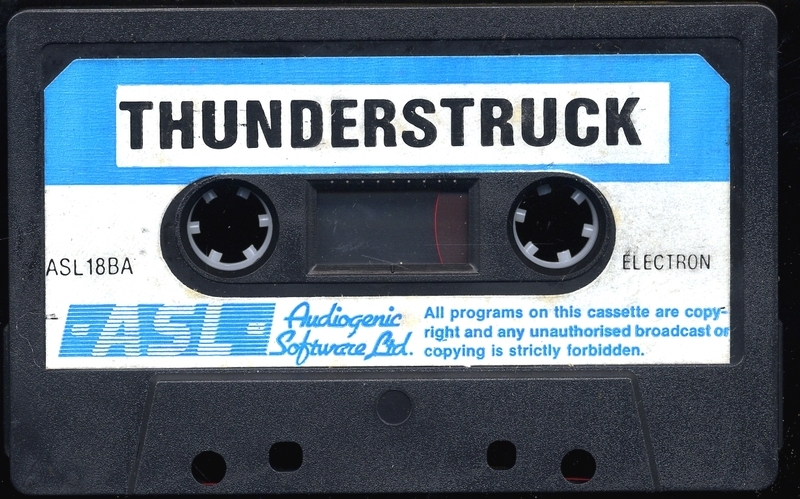 THUNDERSTRUCK
ASL18BA
ELECTRON
ASL
Audiogenic
Software Ltd.
All programs on this cassette are copy-
right and any unauthorised broadcast or
copying is strictly forbidden.